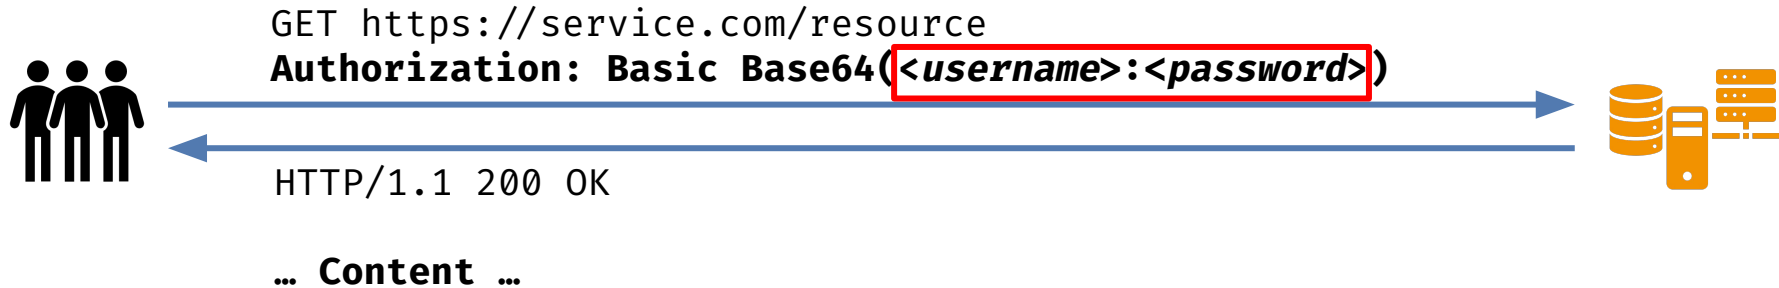 GET https://service.com/resource
Authorization: Basic Base64(<username>:<password>)
HTTP/1.1 200 OK
… Content …